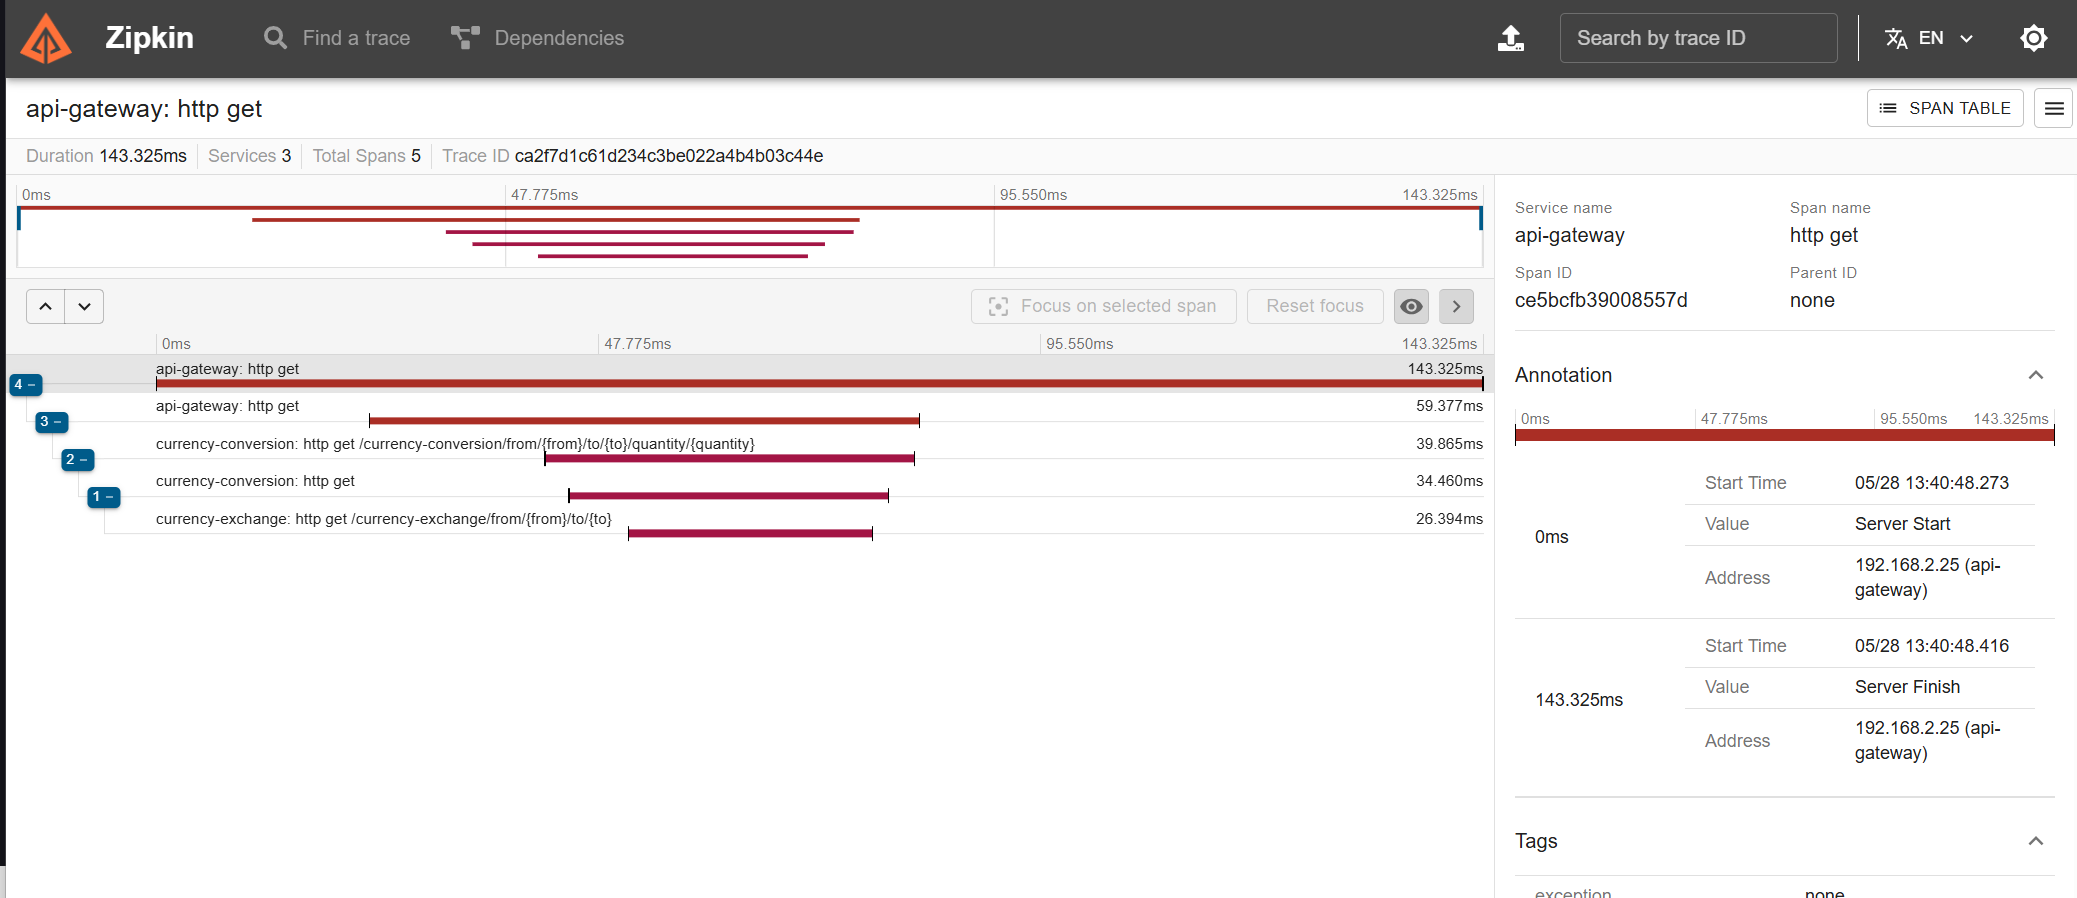 Zipkin Find a trace Dependencies Search by trace ID EN
api-gateway: http get SPAN TABLE
Duration 143.325ms Services 3 Total Spans 5 Trace ID ca2f7d1c61d234c3be022a4b4b03c44e
0ms 47.775ms 95.550ms 143.325ms
Focus on selected span Reset focus
0ms 47.775ms 95.550ms 143.325ms
api-gateway: http get 143.325ms
4 −
api-gateway: http get 59.377ms
3 −
currency-conversion: http get /currency-conversion/from/{from}/to/{to}/quantity/{quantity} 39.865ms
2 −
currency-conversion: http get 34.460ms
1 −
currency-exchange: http get /currency-exchange/from/{from}/to/{to} 26.394ms
Service name Span name
api-gateway http get
Span ID Parent ID
ce5bcfb39008557d none
Annotation
0ms 47.775ms 95.550ms 143.325ms
Start Time 05/28 13:40:48.273
Value Server Start
0ms
Address 192.168.2.25 (api-
gateway)
Start Time 05/28 13:40:48.416
Value Server Finish
143.325ms
Address 192.168.2.25 (api-
gateway)
Tags
exception none